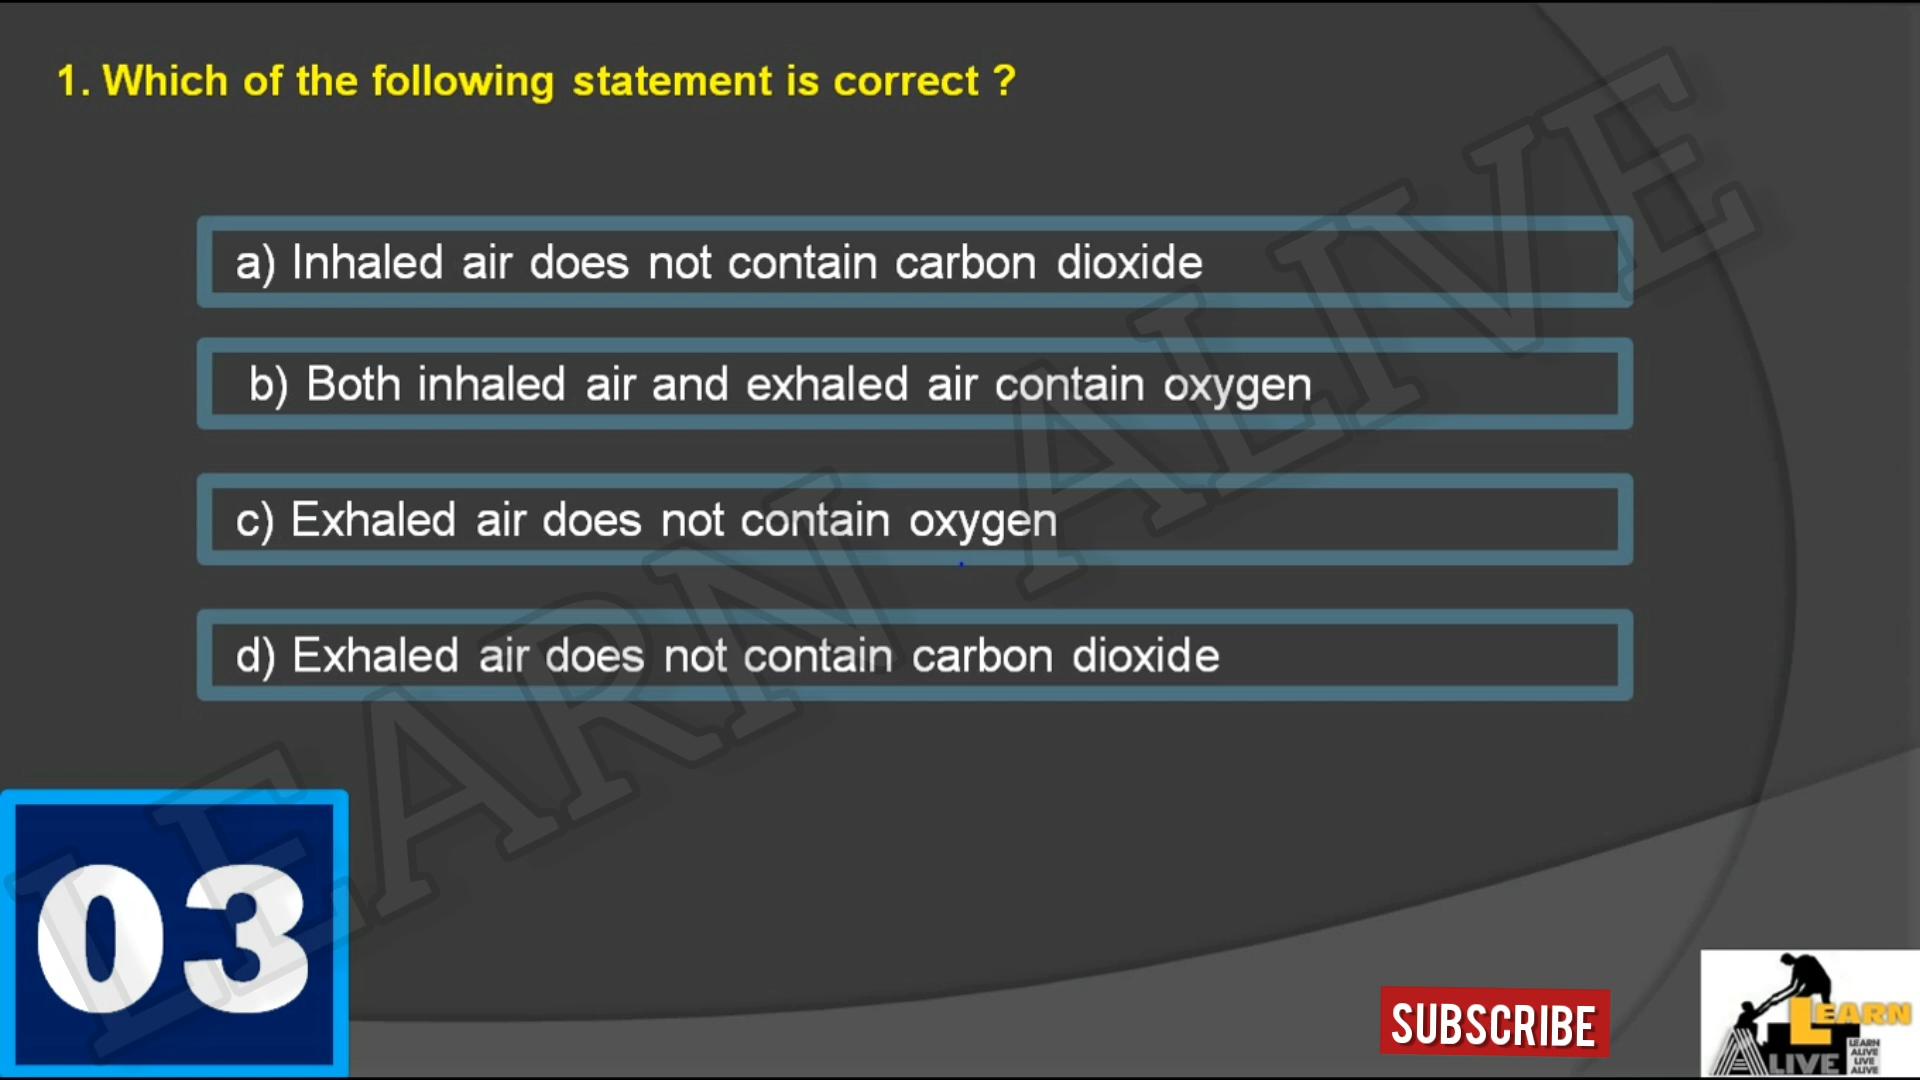 1. Which of the following statement is correct ?
a) Inhaled air does not contain carbon dioxide
b) Both inhaled air and exhaled air contain oxygen
c) Exhaled air does not contain oxygen
d) Exhaled air does not contain carbon dioxide
LEARN ALIVE
03
SUBSCRIBE
LEARN
ALIVE
LEARN
ALIVE
LIVE
ALIVE